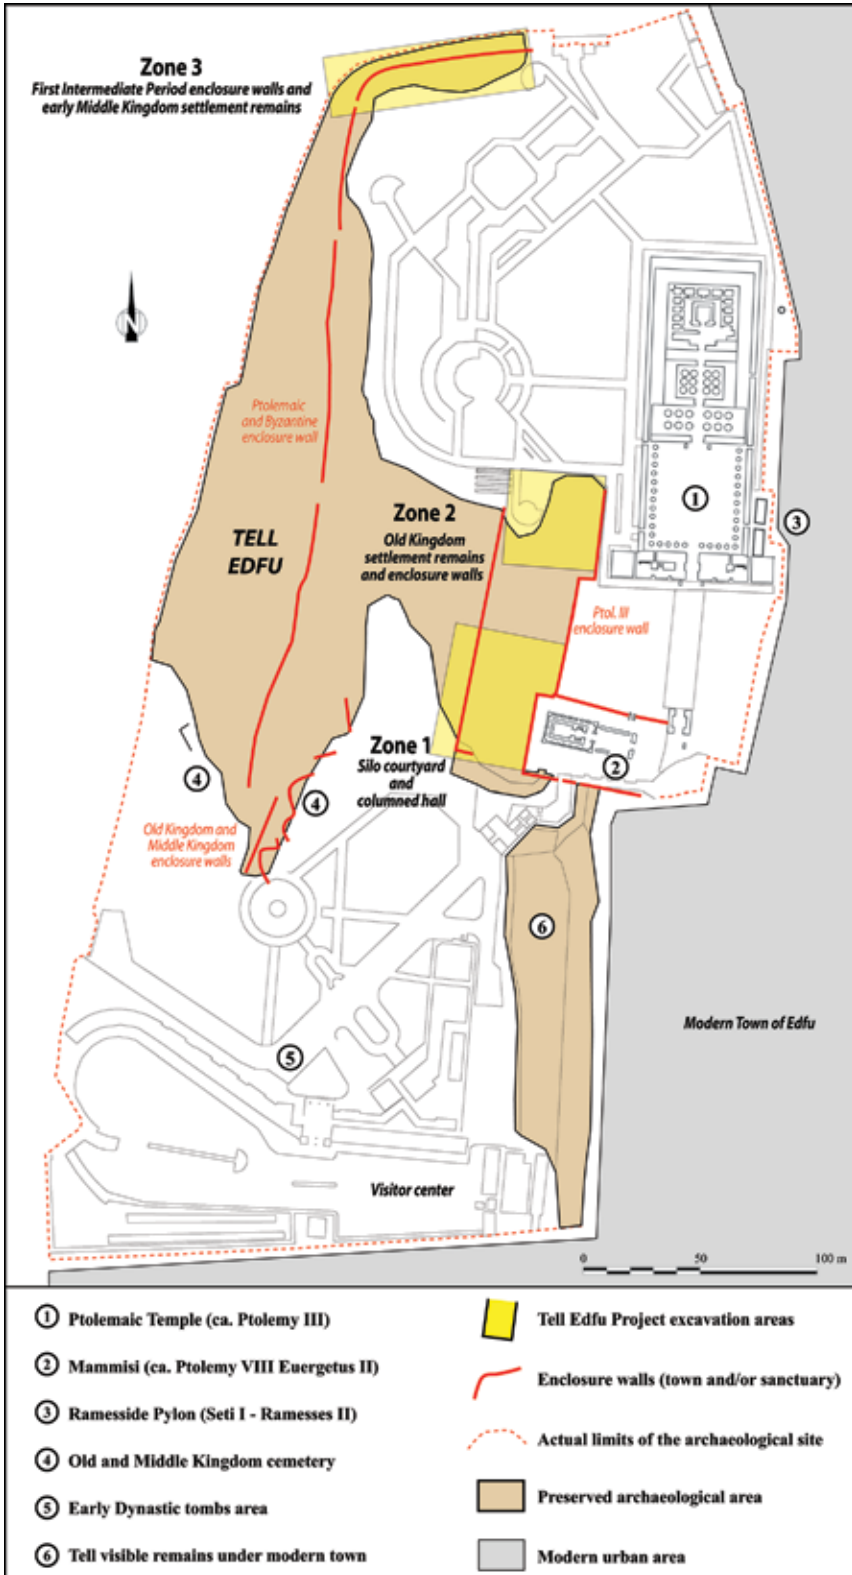 Zone 3
First Intermediate Period enclosure walls and
early Middle Kingdom settlement remains
N
Ptolemaic
and Byzantine
enclosure wall
TELL
EDFU
Zone 2
Old Kingdom
settlement remains
and enclosure walls
1
3
Ptol. III
enclosure wall
Zone 1
Silo courtyard
and
columned hall
2
4
4
Old Kingdom and
Middle Kingdom
enclosure walls
6
Modern Town of Edfu
5
Visitor center
0 50 100 m
1 Ptolemaic Temple (ca. Ptolemy III)
2 Mammisi (ca. Ptolemy VIII Euergetus II)
3 Ramesside Pylon (Seti I - Ramesses II)
4 Old and Middle Kingdom cemetery
5 Early Dynastic tombs area
6 Tell visible remains under modern town
Tell Edfu Project excavation areas
Enclosure walls (town and/or sanctuary)
Actual limits of the archaeological site
Preserved archaeological area
Modern urban area